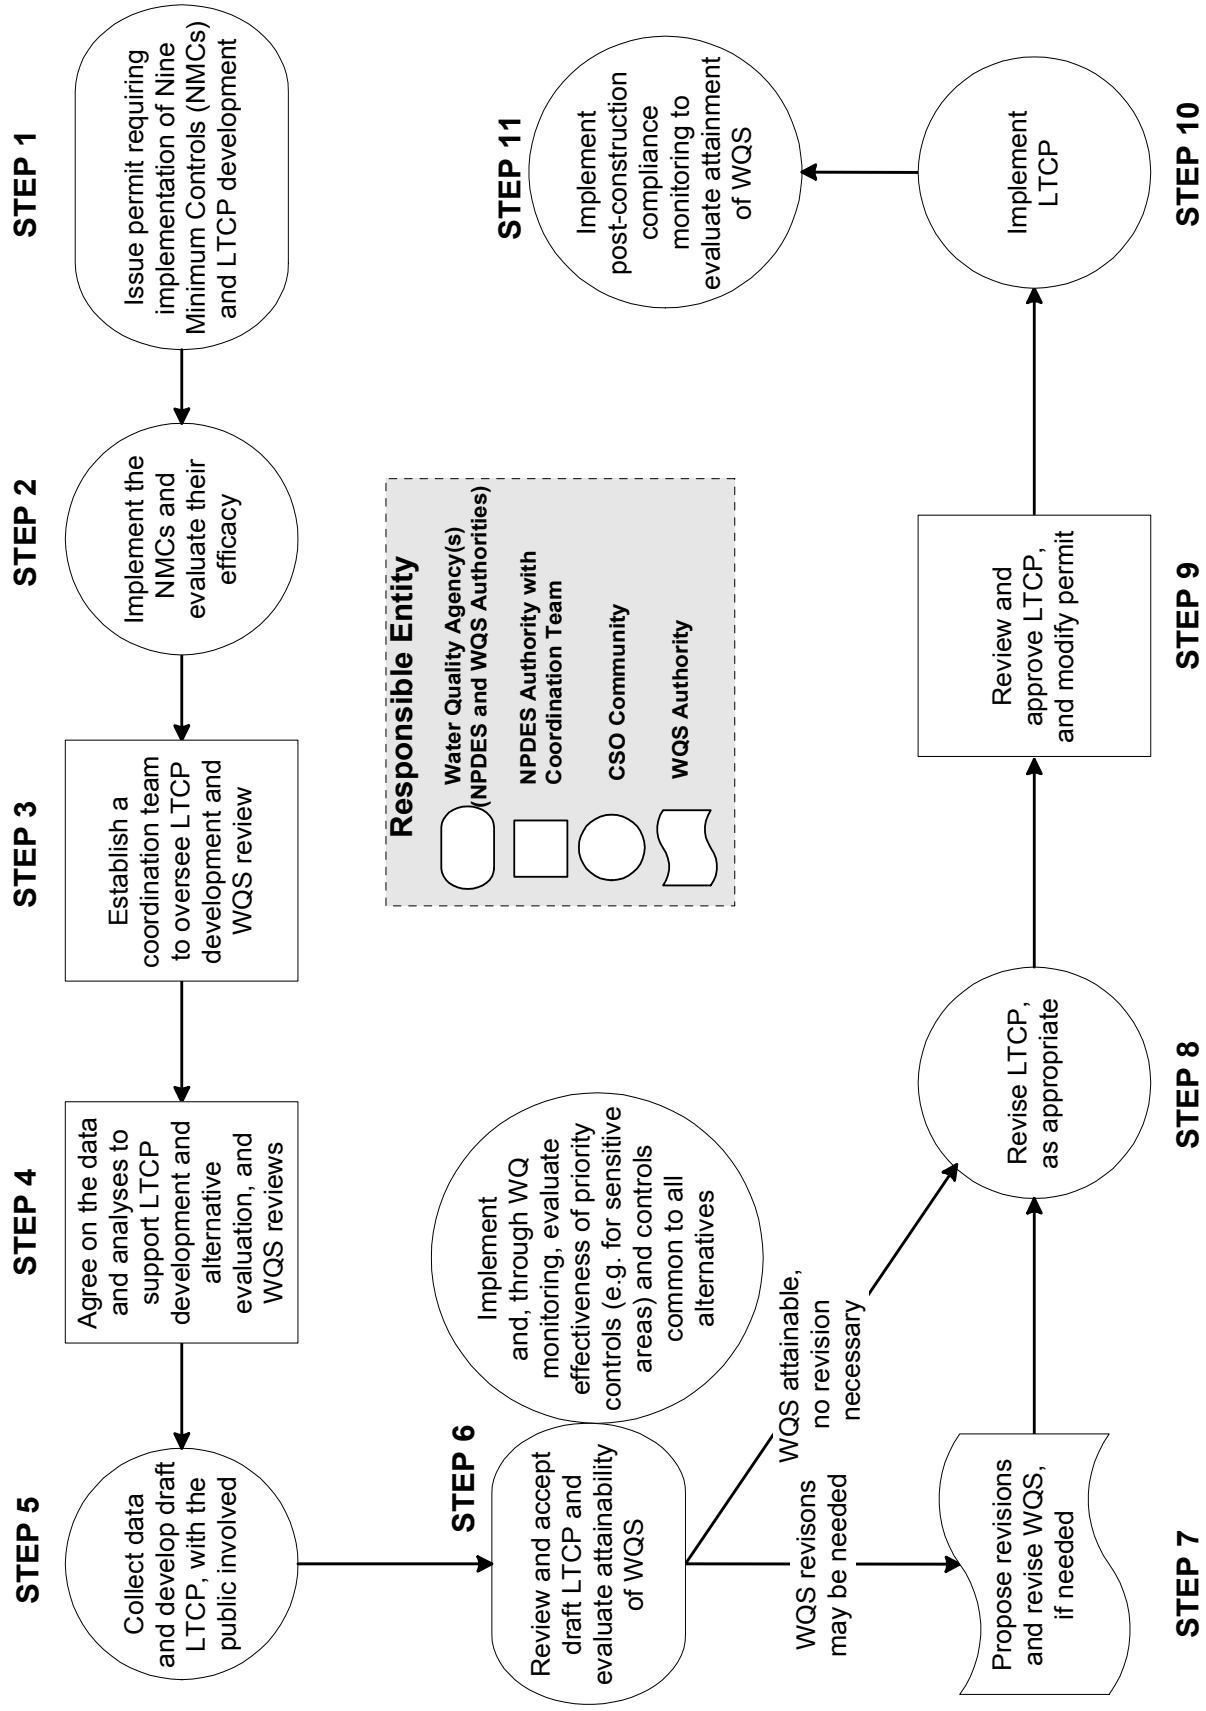 STEP 1
Issue permit requiring
implementation of Nine
Minimum Controls (NMCs)
and LTCP development
STEP 2
Implement the
NMCs and
evaluate their
efficacy
STEP 3
Establish a
coordination team
to oversee LTCP
development and
WQS review
STEP 4
Agree on the data
and analyses to
support LTCP
development and
alternative
evaluation, and
WQS reviews
STEP 5
Collect data
and develop draft
LTCP, with the
public involved
STEP 6
Review and accept
draft LTCP and
evaluate attainability
of WQS
Implement
and, through WQ
monitoring, evaluate
effectiveness of priority
controls (e.g. for sensitive
areas) and controls
common to all
alternatives
WQS revisons
may be needed
WQS attainable,
no revision
necessary
Propose revisions
and revise WQS,
if needed
STEP 7
Revise LTCP,
as appropriate
STEP 8
Review and
approve LTCP,
and modify permit
STEP 9
Implement
LTCP
STEP 10
STEP 11
Implement
post-construction
compliance
monitoring to
evaluate attainment
of WQS
Responsible Entity
Water Quality Agency(s)
(NPDES and WQS Authorities)
NPDES Authority with
Coordination Team
CSO Community
WQS Authority